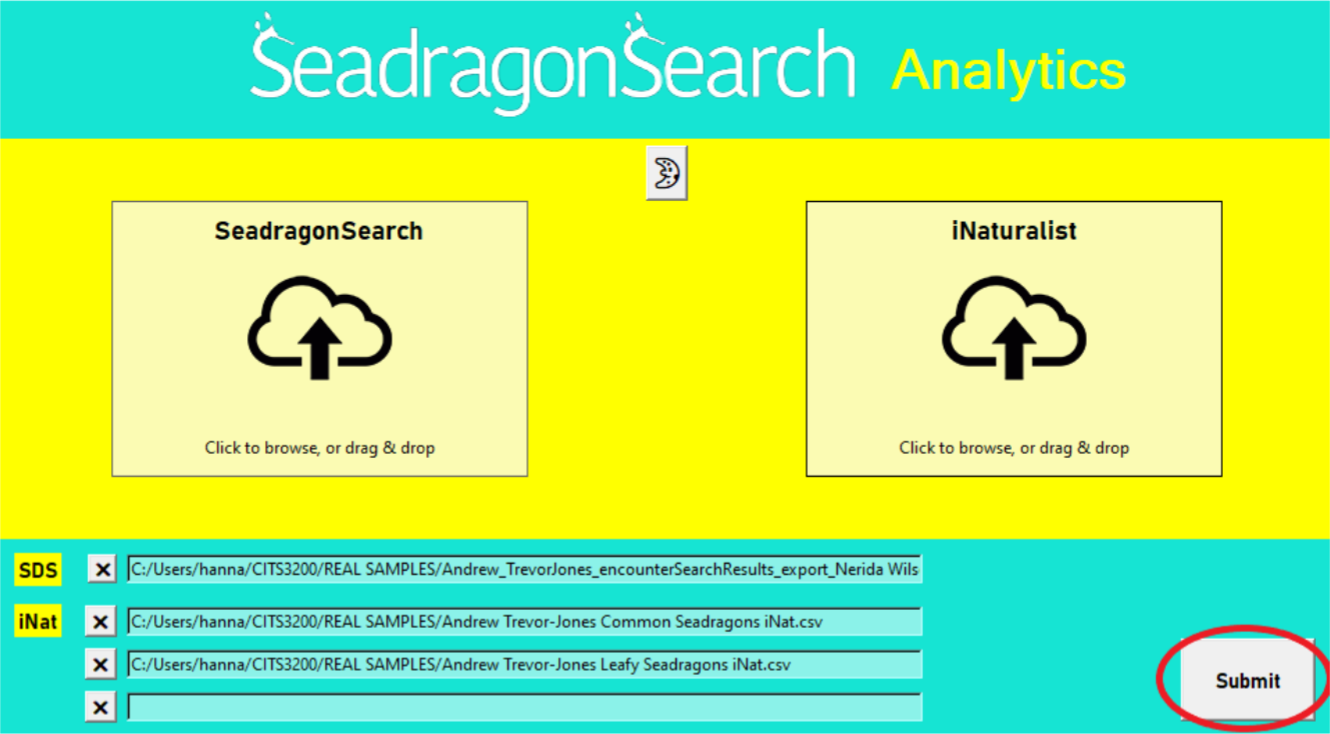 SeadragonSearch Analytics
SeadragonSearch
iNaturalist
Click to browse, or drag & drop
Click to browse, or drag & drop
SDS × C:/Users/hanna/CITS3200/REAL SAMPLES/Andrew_TrevorJones_encounterSearchResults_export_Nerida Wils
iNat × C:/Users/hanna/CITS3200/REAL SAMPLES/Andrew Trevor-Jones Common Seadragons iNat.csv
× C:/Users/hanna/CITS3200/REAL SAMPLES/Andrew Trevor-Jones Leafy Seadragons iNat.csv
×
Submit